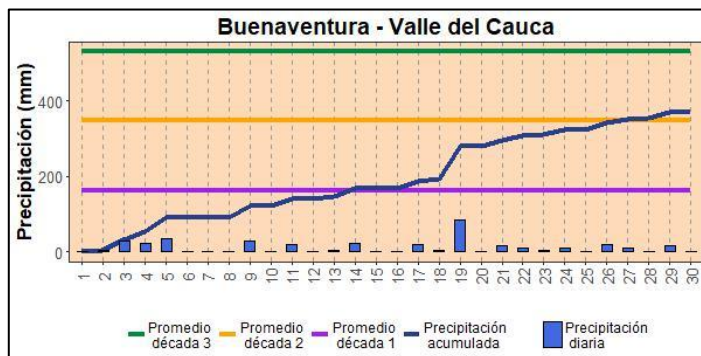 Buenaventura - Valle del Cauca
Precipitación (mm)
400
200
0
1 2 3 4 5 6 7 8 9 10 11 12 13 14 15 16 17 18 19 20 21 22 23 24 25 26 27 28 29 30
Promedio década 3
Promedio década 2
Promedio década 1
Precipitación acumulada
Precipitación diaria